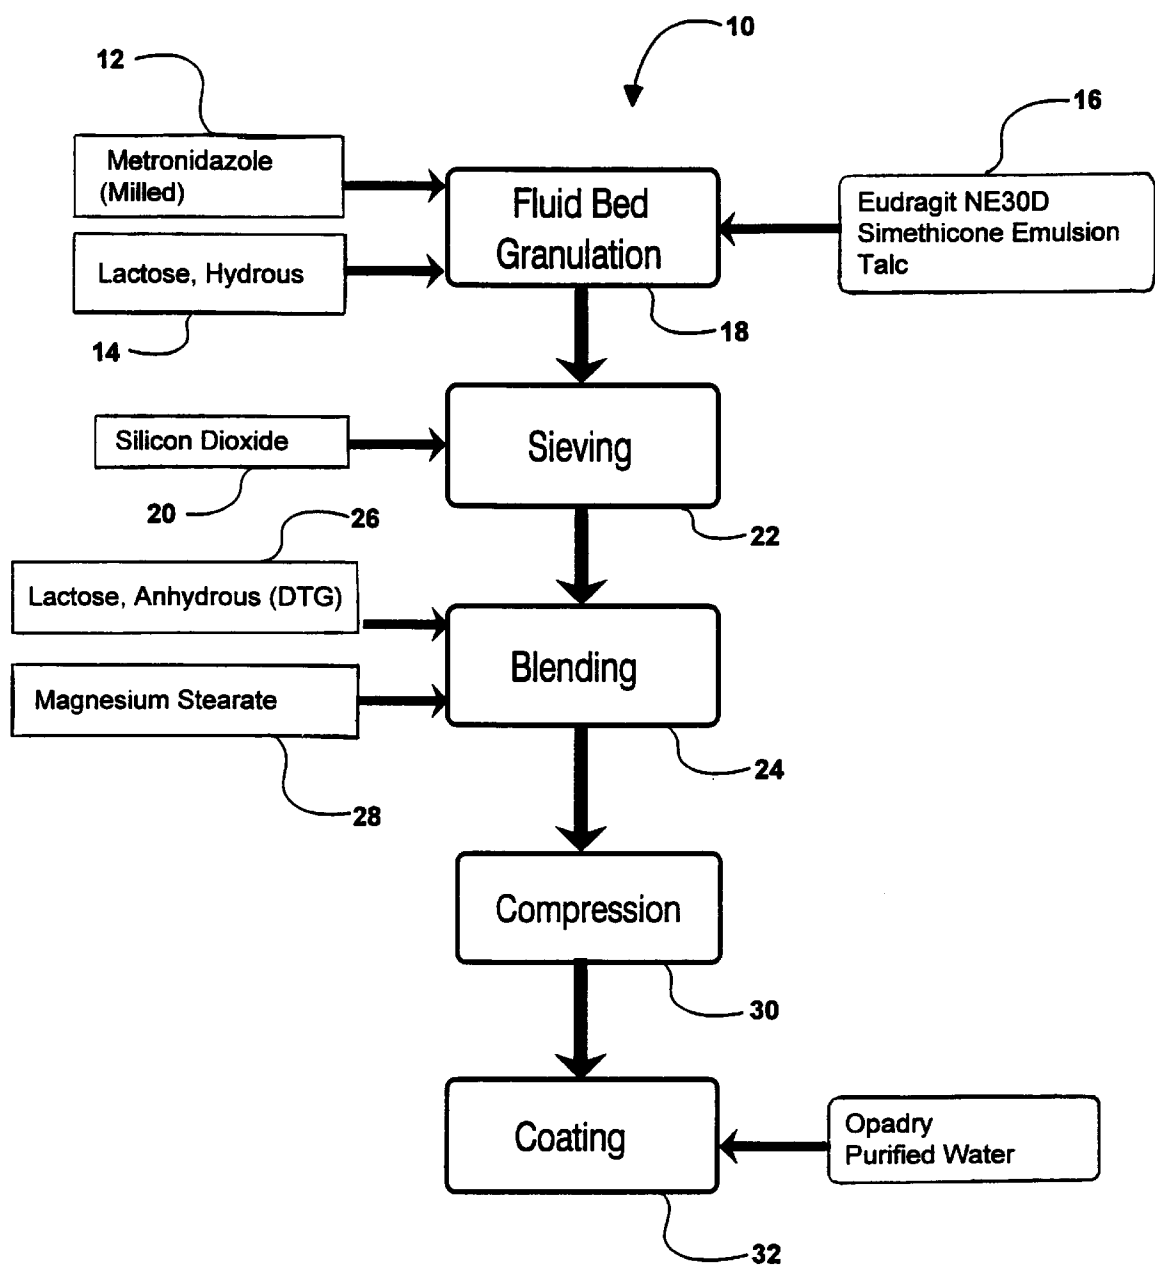 10
12
16
Metronidazole
(Milled)
Fluid Bed
Granulation
Eudragit NE30D
Simethicone Emulsion
Talc
Lactose, Hydrous
14
18
Silicon Dioxide
Sieving
20
26
22
Lactose, Anhydrous (DTG)
Blending
Magnesium Stearate
24
28
Compression
30
Coating
Opadry
Purified Water
32